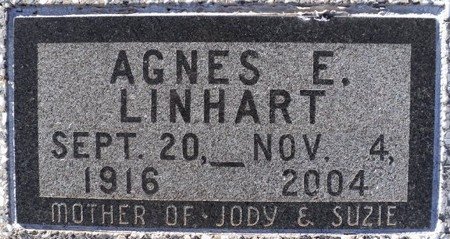 AGNES E.
LINHART
SEPT. 20,_ NOV. 4,
1916 2004
MOTHER OF · JODY & SUZIE